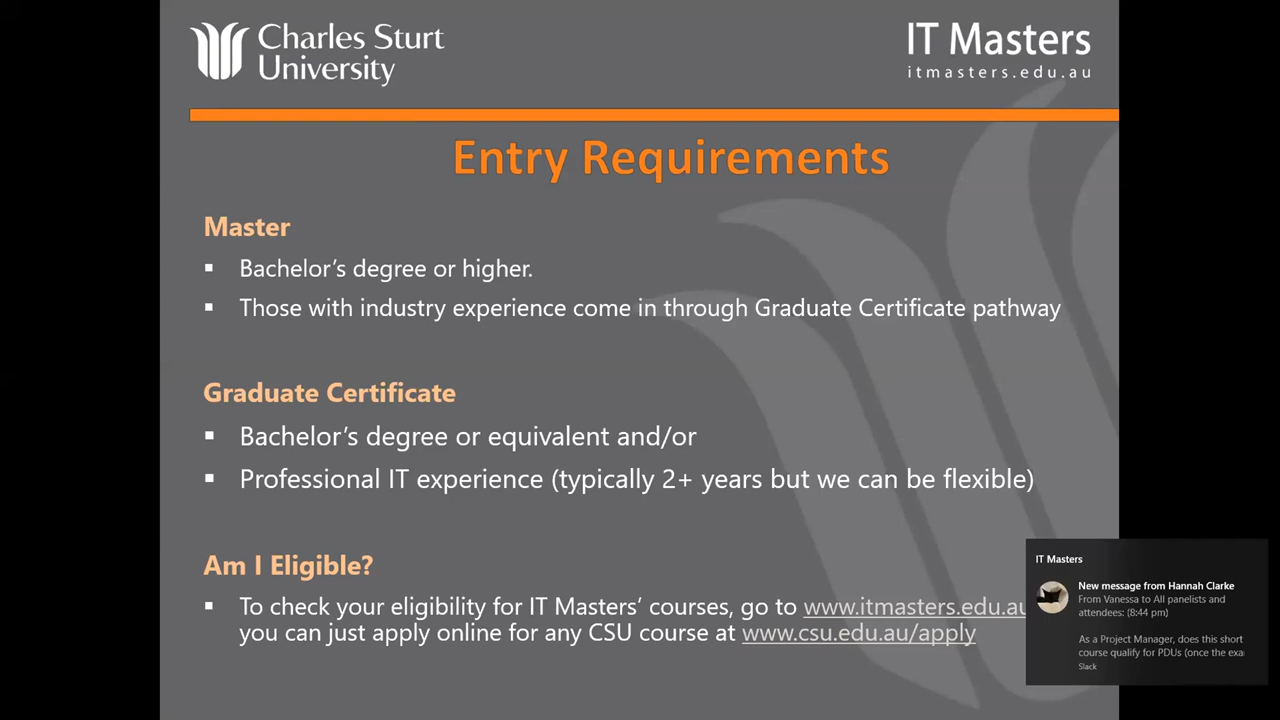 Charles Sturt
University
IT Masters
itmasters.edu.au
Entry Requirements
Master
▪ Bachelor’s degree or higher.
▪ Those with industry experience come in through Graduate Certificate pathway
Graduate Certificate
▪ Bachelor’s degree or equivalent and/or
▪ Professional IT experience (typically 2+ years but we can be flexible)
Am I Eligible?
▪ To check your eligibility for IT Masters’ courses, go to www.itmasters.edu.au
you can just apply online for any CSU course at www.csu.edu.au/apply
IT Masters
New message from Hannah Clarke
From Vanessa to All panelists and
attendees: (8:44 pm)
As a Project Manager, does this short
course qualify for PDUs (once the
Slack